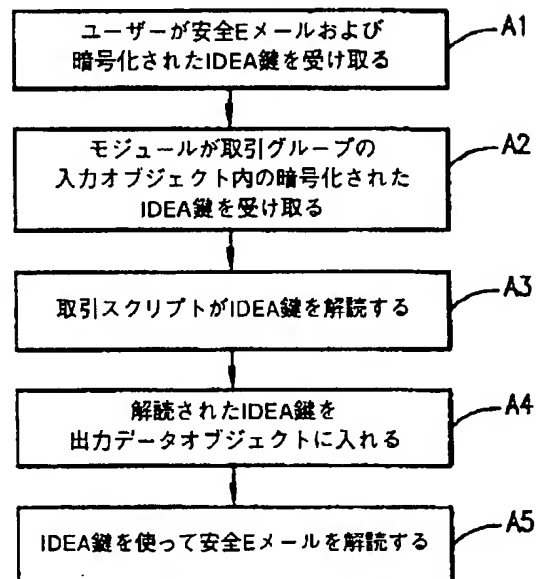 ユーザーが安全Eメールおよび
暗号化されたIDEA鍵を受け取る
A1
モジュールが取引グループの
入力オブジェクト内の暗号化された
IDEA鍵を受け取る
A2
取引スクリプトがIDEA鍵を解読する
A3
解読されたIDEA鍵を
出力データオブジェクトに入れる
A4
IDEA鍵を使って安全Eメールを解読する
A5